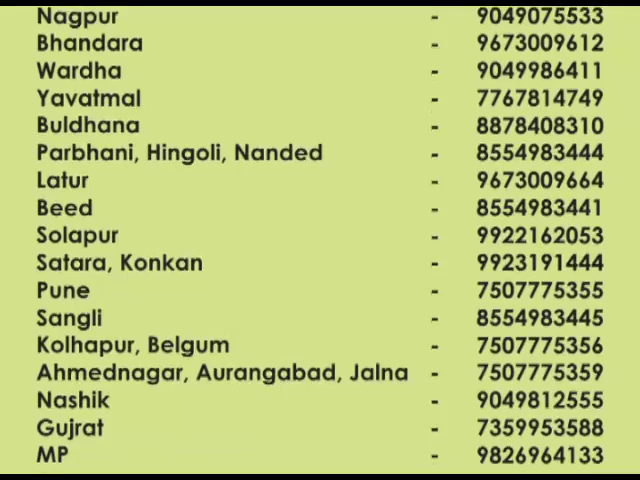 Nagpur - 9049075533
Bhandara - 9673009612
Wardha - 9049986411
Yavatmal - 7767814749
Buldhana - 8878408310
Parbhani, Hingoli, Nanded - 8554983444
Latur - 9673009664
Beed - 8554983441
Solapur - 9922162053
Satara, Konkan - 9923191444
Pune - 7507775355
Sangli - 8554983445
Kolhapur, Belgum - 7507775356
Ahmednagar, Aurangabad, Jalna - 7507775359
Nashik - 9049812555
Gujrat - 7359953588
MP - 9826964133